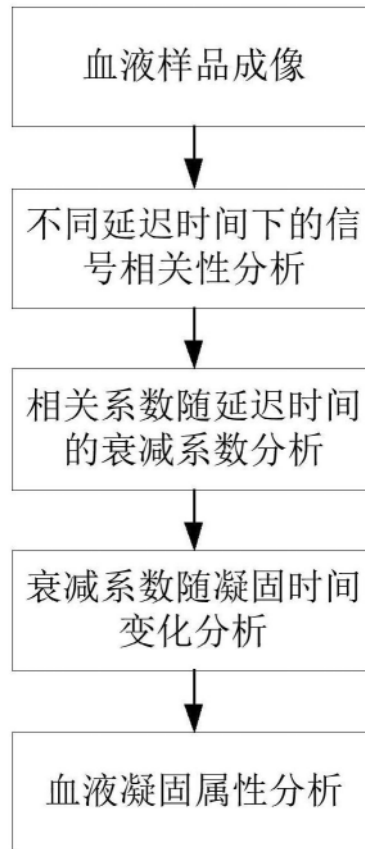 血液样品成像
不同延迟时间下的信
号相关性分析
相关系数随延迟时间
的衰减系数分析
衰减系数随凝固时间
变化分析
血液凝固属性分析